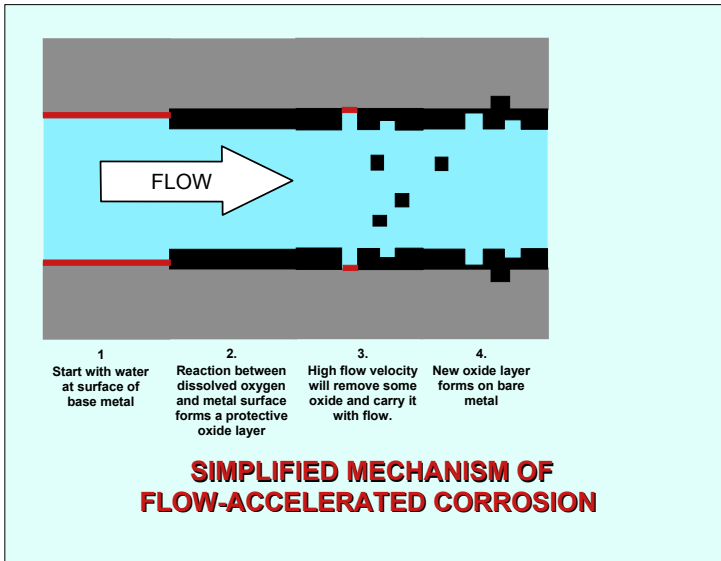 FLOW
1
Start with water
at surface of
base metal
2.
Reaction between
dissolved oxygen
and metal surface
forms a protective
oxide layer
3.
High flow velocity
will remove some
oxide and carry it
with flow.
4.
New oxide layer
forms on bare
metal
SIMPLIFIED MECHANISM OF
FLOW-ACCELERATED CORROSION